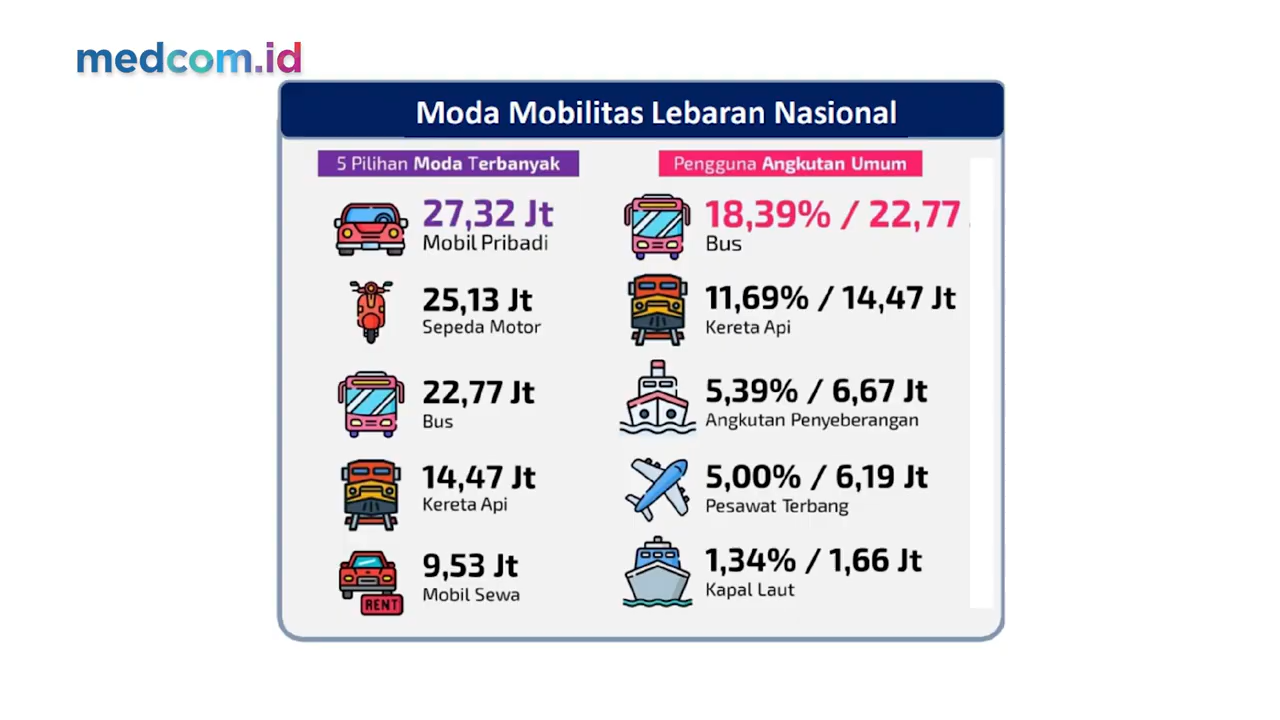 medcom.id
Moda Mobilitas Lebaran Nasional
5 Pilihan Moda Terbanyak
27,32 Jt
Mobil Pribadi
25,13 Jt
Sepeda Motor
22,77 Jt
Bus
14,47 Jt
Kereta Api
RENT
9,53 Jt
Mobil Sewa
Pengguna Angkutan Umum
18,39% / 22,77
Bus
11,69% / 14,47 Jt
Kereta Api
5,39% / 6,67 Jt
Angkutan Penyeberangan
5,00% / 6,19 Jt
Pesawat Terbang
1,34% / 1,66 Jt
Kapal Laut